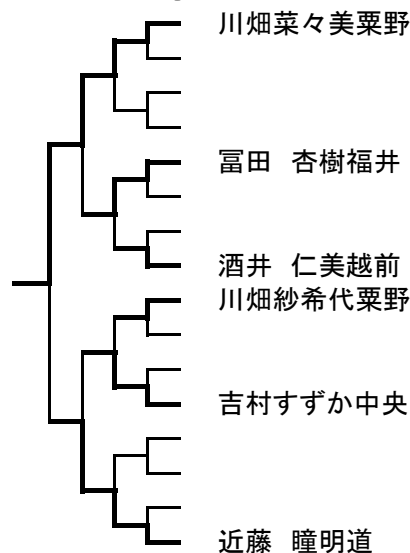 川畑菜々美粟野
冨田　杏樹福井
酒井　仁美越前
川畑紗希代粟野
吉村すずか中央
近藤　瞳明道